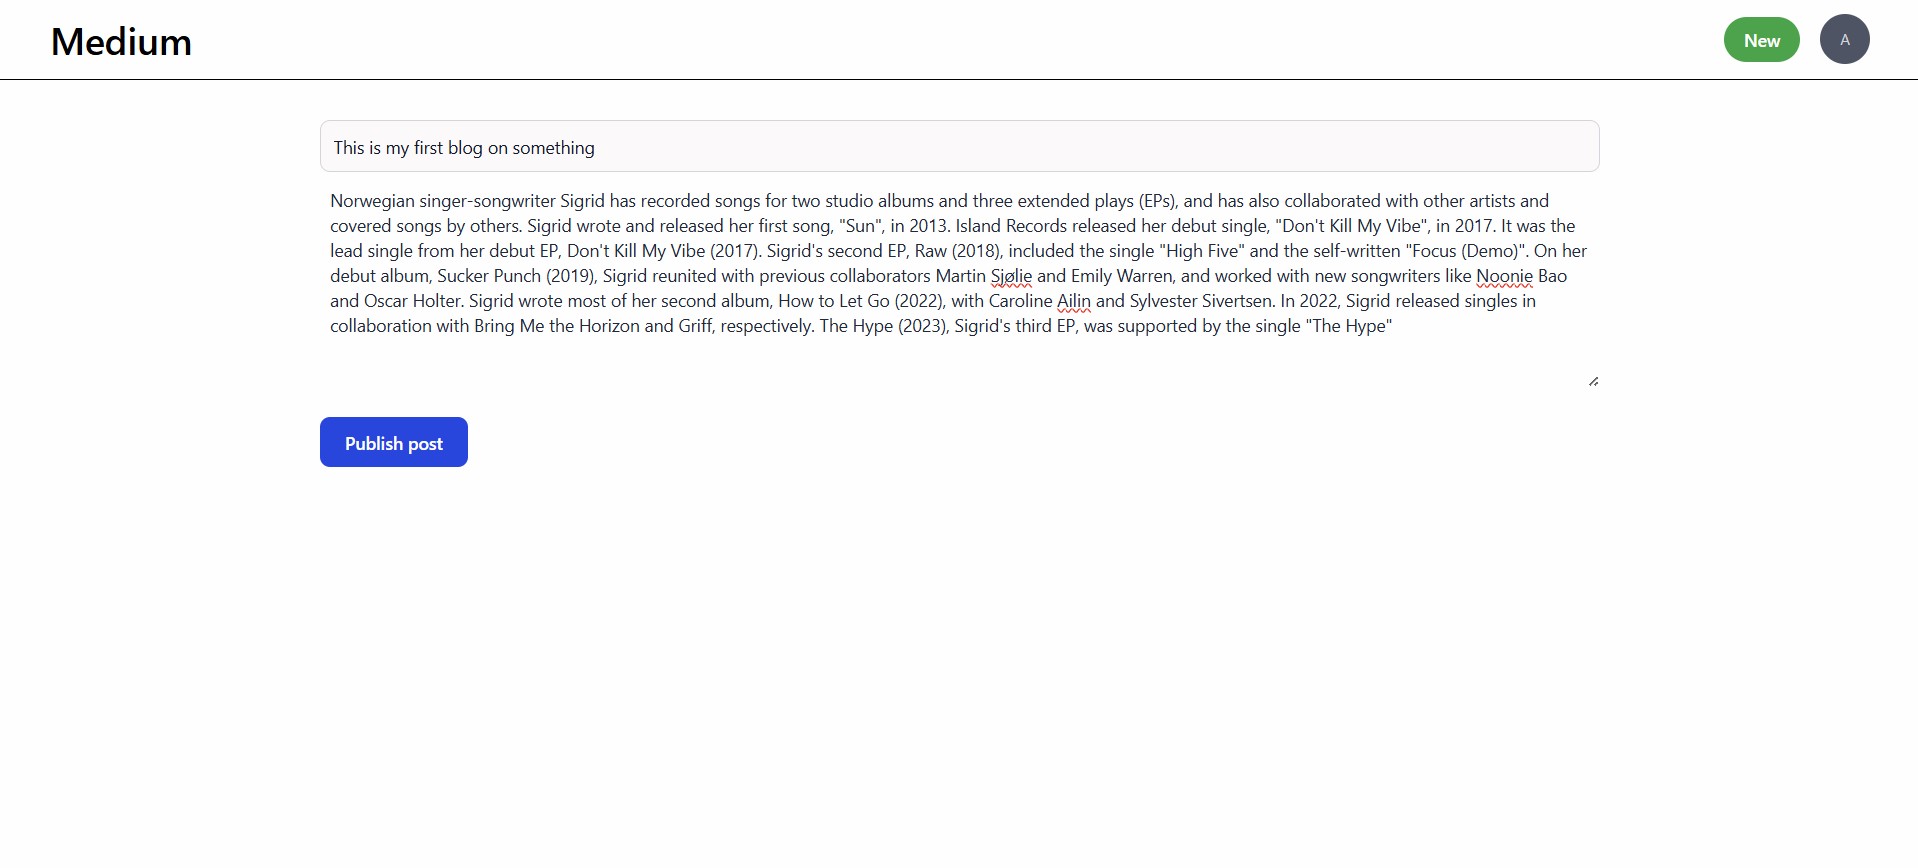 Medium
New
A
This is my first blog on something
Norwegian singer-songwriter Sigrid has recorded songs for two studio albums and three extended plays (EPs), and has also collaborated with other artists and
covered songs by others. Sigrid wrote and released her first song, "Sun", in 2013. Island Records released her debut single, "Don't Kill My Vibe", in 2017. It was the
lead single from her debut EP, Don't Kill My Vibe (2017). Sigrid's second EP, Raw (2018), included the single "High Five" and the self-written "Focus (Demo)". On her
debut album, Sucker Punch (2019), Sigrid reunited with previous collaborators Martin Sjølie and Emily Warren, and worked with new songwriters like Noonie Bao
and Oscar Holter. Sigrid wrote most of her second album, How to Let Go (2022), with Caroline Ailin and Sylvester Sivertsen. In 2022, Sigrid released singles in
collaboration with Bring Me the Horizon and Griff, respectively. The Hype (2023), Sigrid's third EP, was supported by the single "The Hype"
Publish post